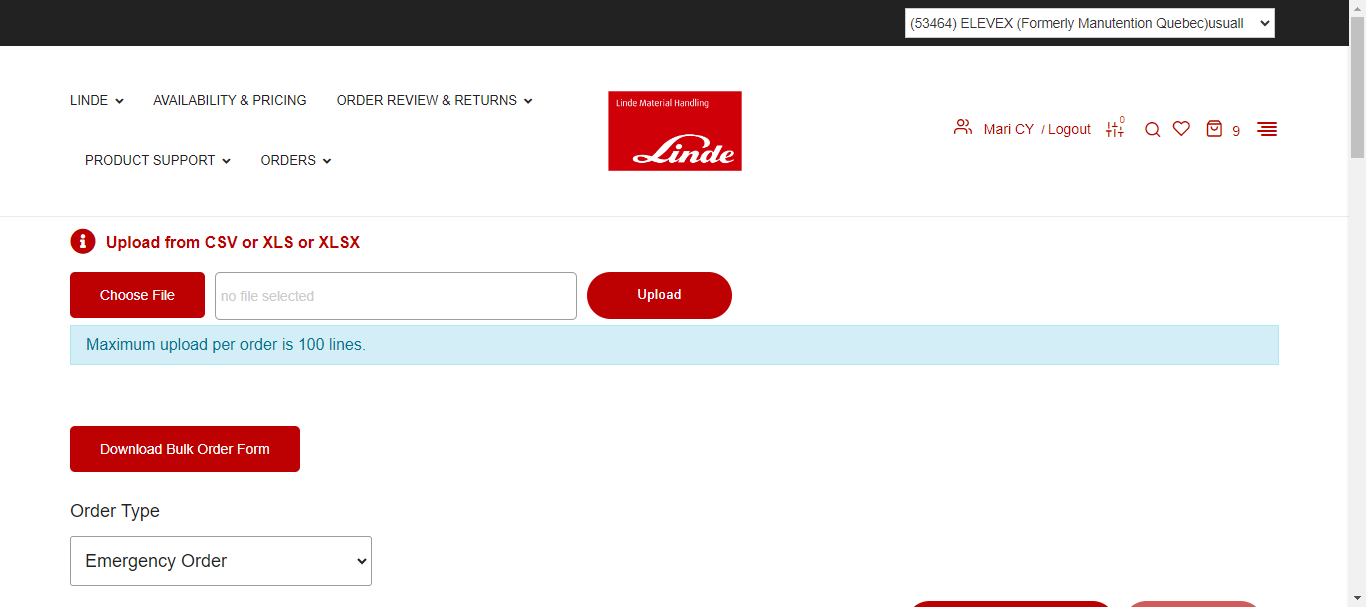 (53464) ELEVEX (Formerly Manutention Quebec)usuall
LINDE
AVAILABILITY & PRICING
ORDER REVIEW & RETURNS
PRODUCT SUPPORT
ORDERS
Linde Material Handling
Linde
Mari CY / Logout
0
9
Upload from CSV or XLS or XLSX
Choose File
no file selected
Upload
Maximum upload per order is 100 lines.
Download Bulk Order Form
Order Type
Emergency Order